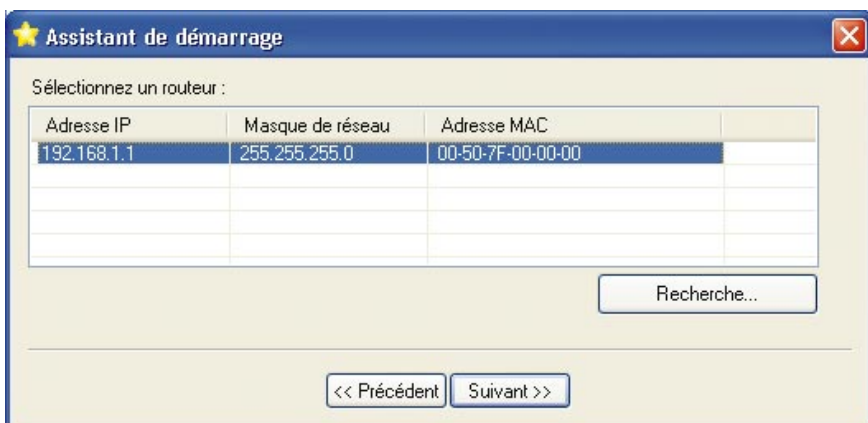 Assistant de démarrage
Sélectionnez un routeur :
Adresse IP Masque de réseau Adresse MAC
192.168.1.1 255.255.255.0 00-50-7F-00-00-00
Recherche...
<< Précédent Suivant >>